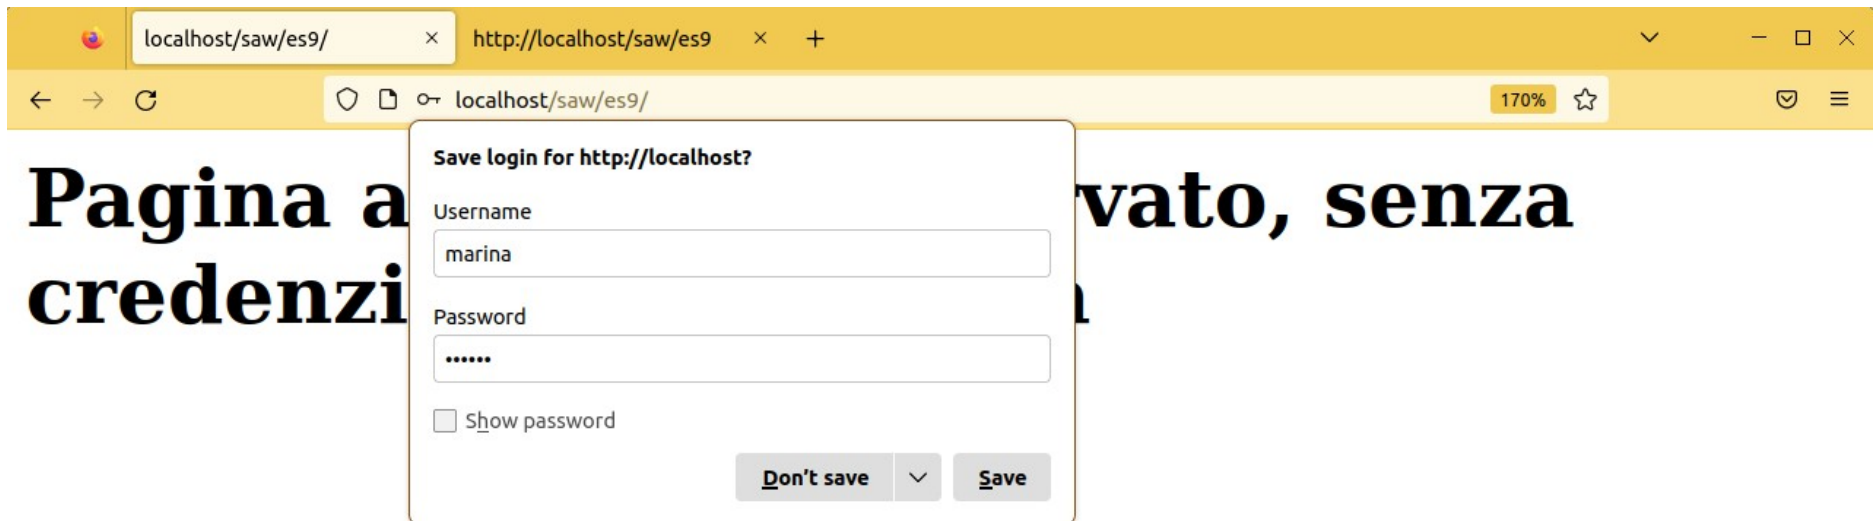 localhost/saw/es9/
http://localhost/saw/es9
localhost/saw/es9/
170%
Save login for http://localhost?
Username
marina
Password
••••••
Show password
Don't save
Save
Pagina a
senza
credenzi